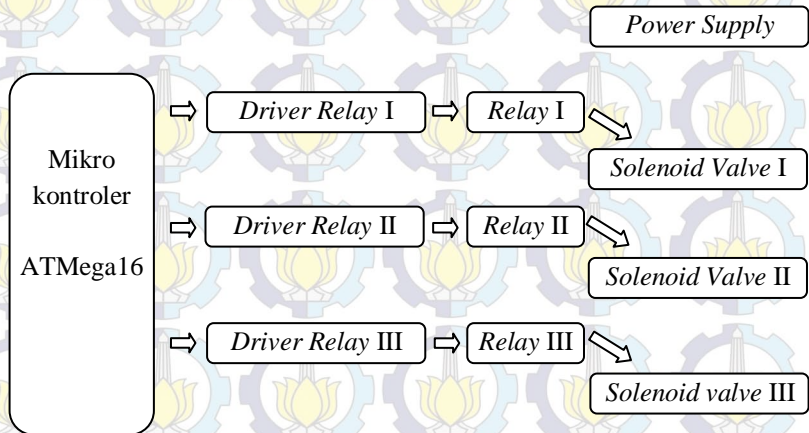 Power Supply
Mikro
kontroler
ATMega16
Driver Relay I
Relay I
Solenoid Valve I
Driver Relay II
Relay II
Solenoid Valve II
Driver Relay III
Relay III
Solenoid valve III